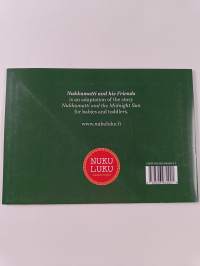 Nukkumatti and his Friends
is an adaptation of the story
Nukkumatti and the Midnight Sun
for babies and toddlers.
www.nukuluku.fi
NUKU
LUKU